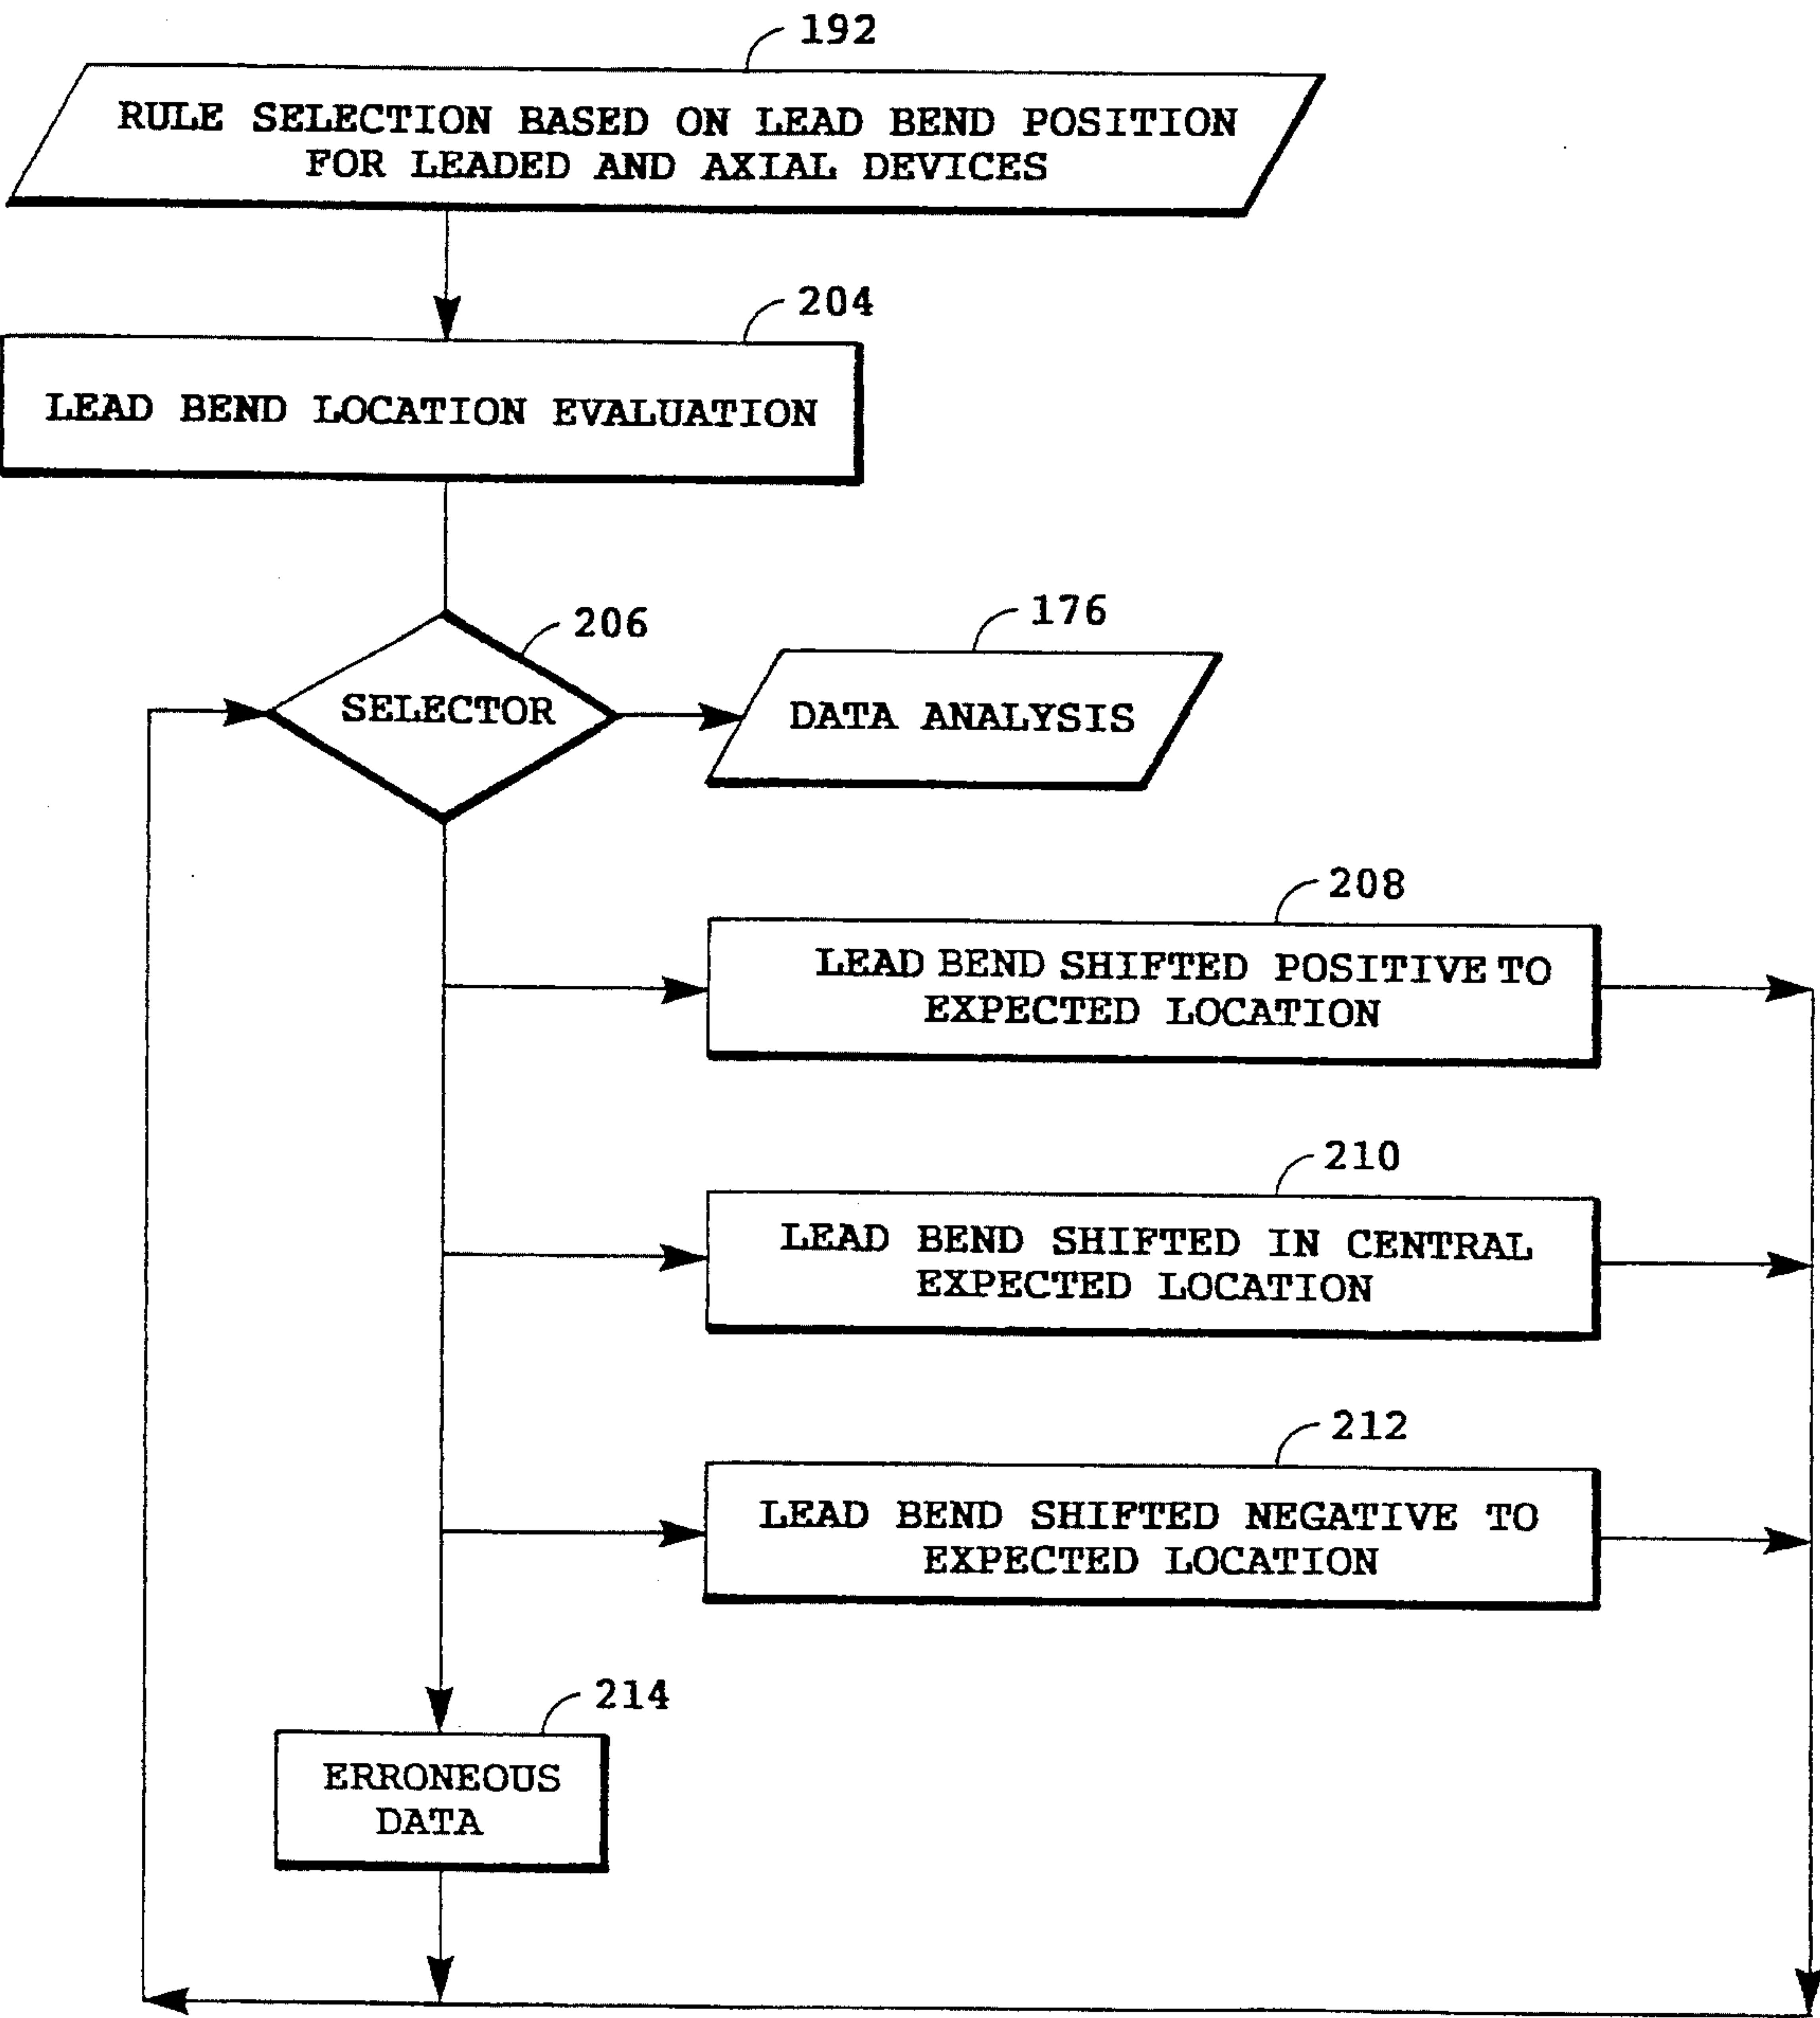 192
RULE SELECTION BASED ON LEAD BEND POSITION
FOR LEADED AND AXIAL DEVICES
204
LEAD BEND LOCATION EVALUATION
206
SELECTOR
176
DATA ANALYSIS
208
LEAD BEND SHIFTED POSITIVE TO
EXPECTED LOCATION
210
LEAD BEND SHIFTED IN CENTRAL
EXPECTED LOCATION
212
LEAD BEND SHIFTED NEGATIVE TO
EXPECTED LOCATION
214
ERRONEOUS
DATA